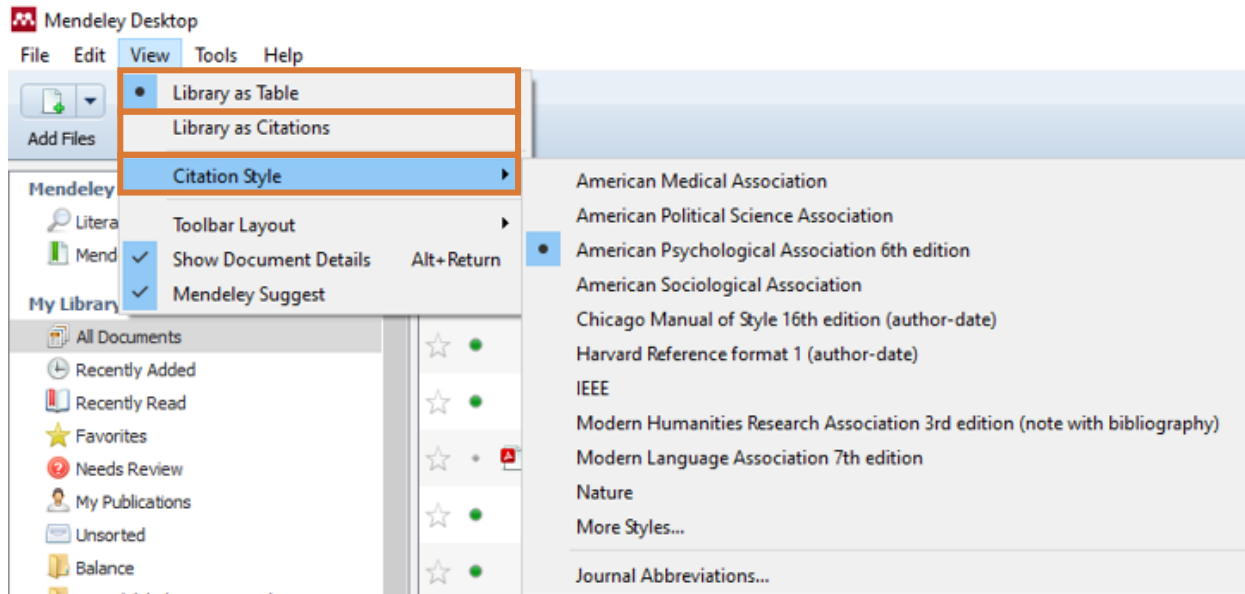 Mendeley Desktop
File Edit View Tools Help
Library as Table
Library as Citations
Add Files
Citation Style
Mendeley
American Medical Association
American Political Science Association
Toolbar Layout
Show Document Details Alt+Return
American Psychological Association 6th edition
Mendeley Suggest
American Sociological Association
My Library
Chicago Manual of Style 16th edition (author-date)
All Documents
Harvard Reference format 1 (author-date)
Recently Added
IEEE
Recently Read
Modern Humanities Research Association 3rd edition (note with bibliography)
Favorites
Modern Language Association 7th edition
Needs Review
Nature
My Publications
More Styles...
Unsorted
Balance
Journal Abbreviations...